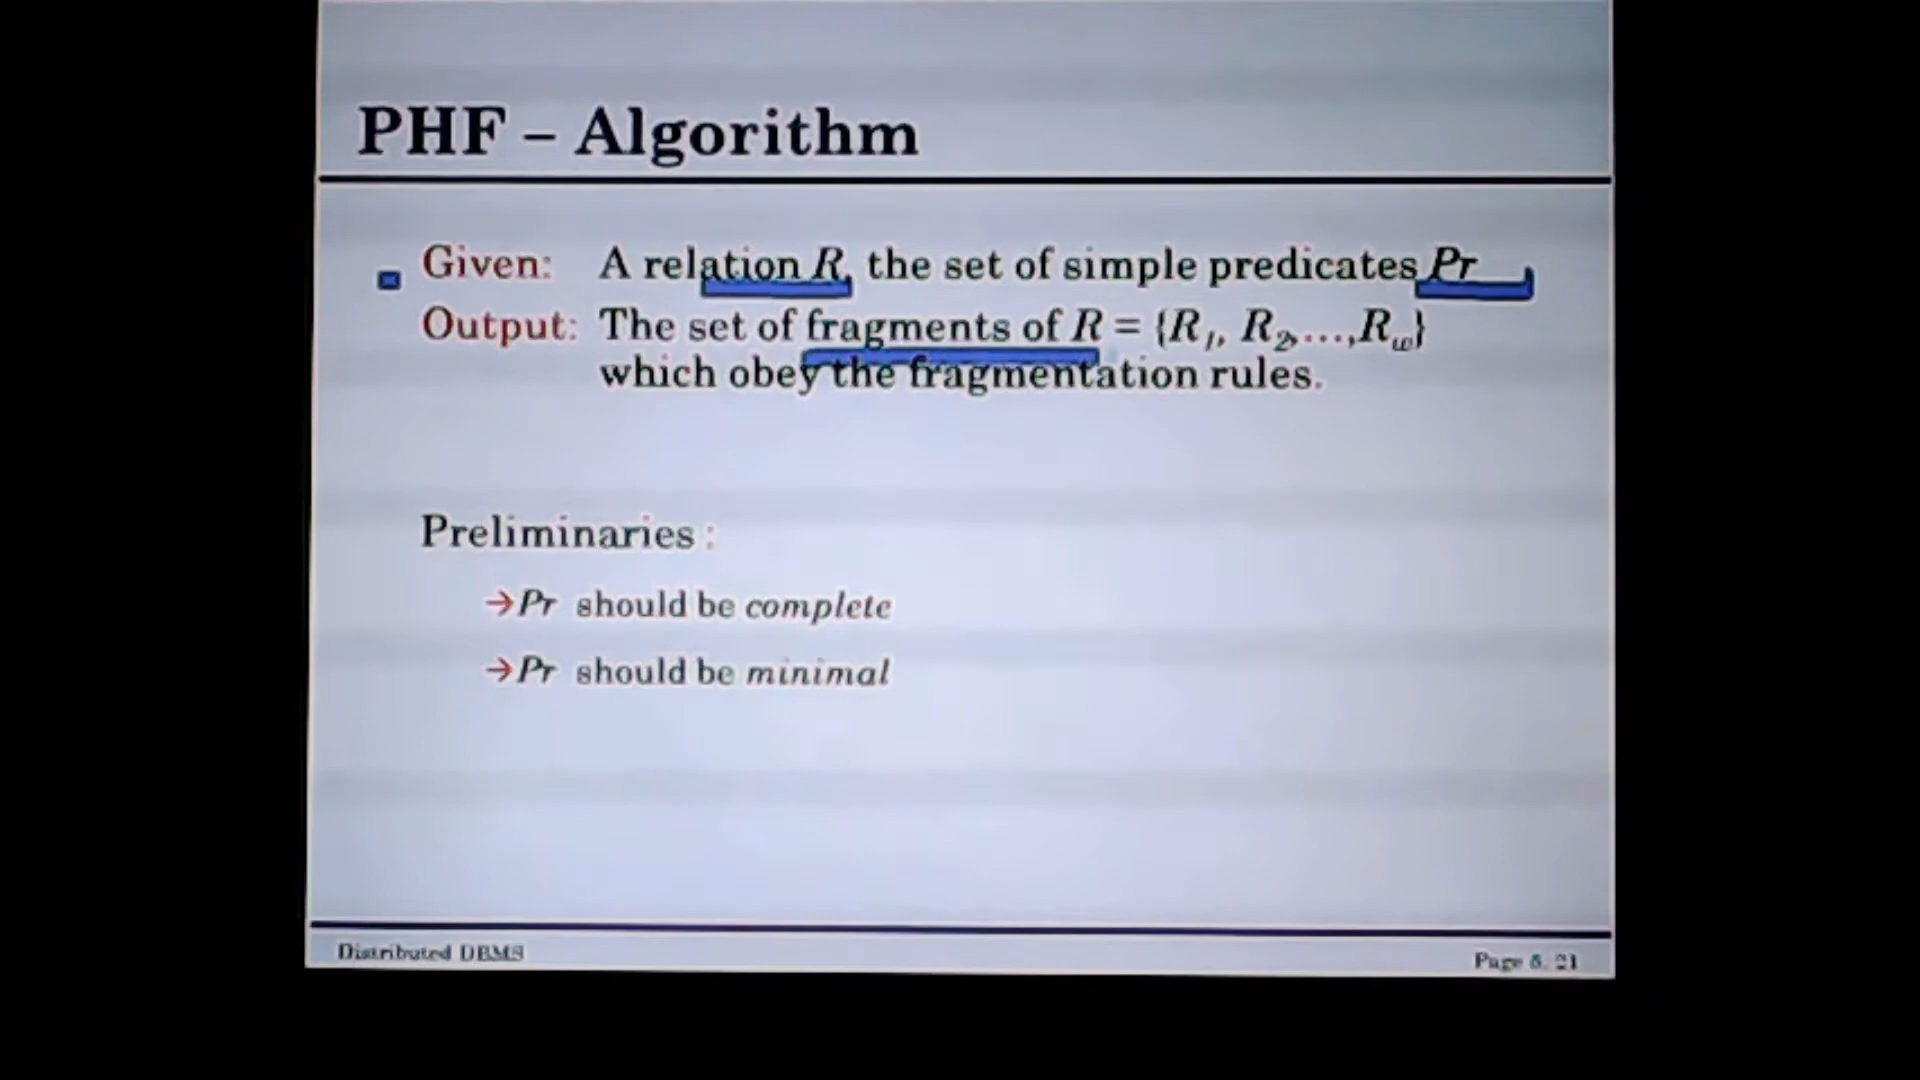 PHF – Algorithm
Given: A relation R, the set of simple predicates Pr
Output: The set of fragments of R = {R1, R2,...,Rw}
which obey the fragmentation rules.
Preliminaries :
→Pr should be complete
→Pr should be minimal
Distributed DBMS
Page 5. 21